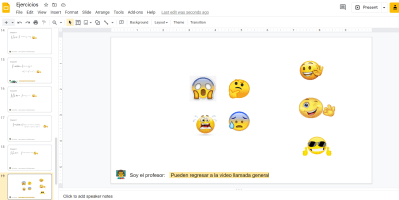 Ejercicios
File Edit View Insert Format Slide Arrange Tools Add-ons Help Last edit was seconds ago
Present
Background Layout Theme Transition
Soy el profesor: Pueden regresar a la video llamada general
Click to add speaker notes